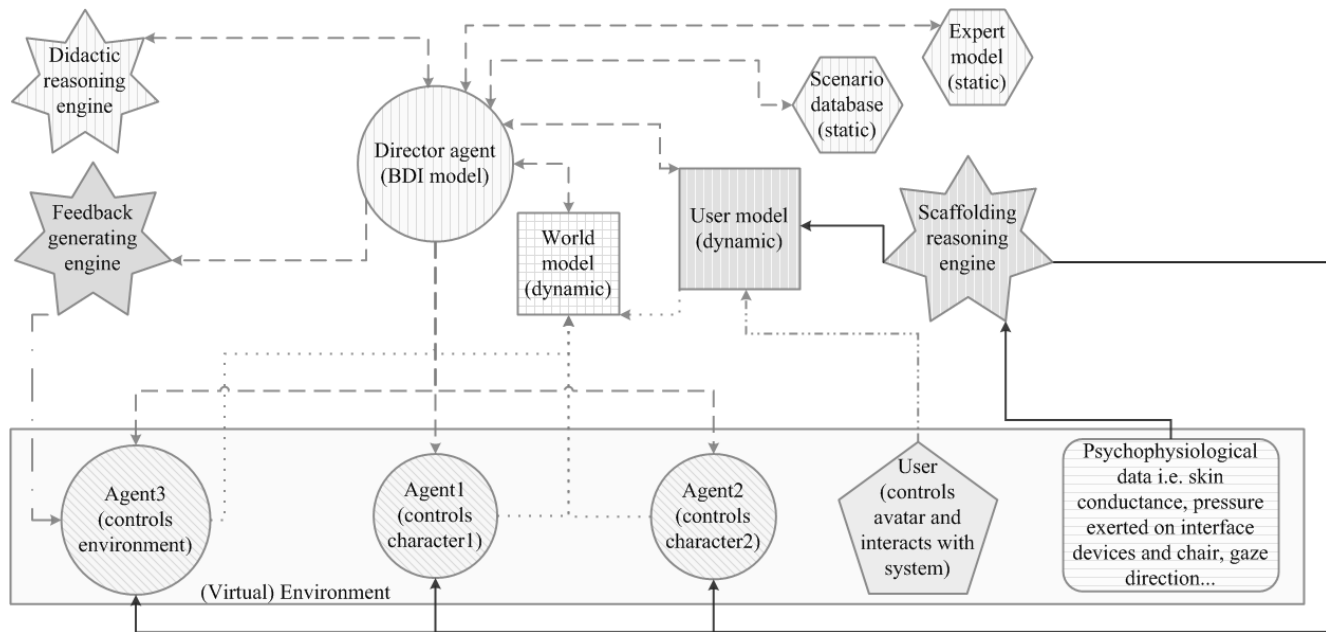 Didactic
reasoning
engine
Expert
model
(static)
Scenario
database
(static)
Director agent
(BDI model)
Feedback
generating
engine
World
model
(dynamic)
User model
(dynamic)
Scaffolding
reasoning
engine
Agent3
(controls
environment)
Agent1
(controls
character1)
Agent2
(controls
character2)
User
(controls
avatar and
interacts with
system)
Psychophysiological
data i.e. skin
conductance, pressure
exerted on interface
devices and chair, gaze
direction...
(Virtual) Environment